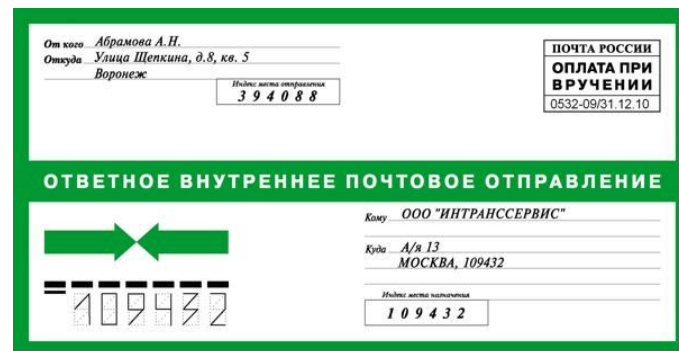 От кого Абрамова А.Н.
Откуда Улица Щепкина, д.8, кв. 5
Воронеж
Индекс места отправления
394088
ПОЧТА РОССИИ
ОПЛАТА ПРИ
ВРУЧЕНИИ
0532-09/31.12.10
ОТВЕТНОЕ ВНУТРЕННЕЕ ПОЧТОВОЕ ОТПРАВЛЕНИЕ
Кому ООО "ИНТРАНССЕРВИС"
Куда А/я 13
МОСКВА, 109432
Индекс места назначения
109432
109432